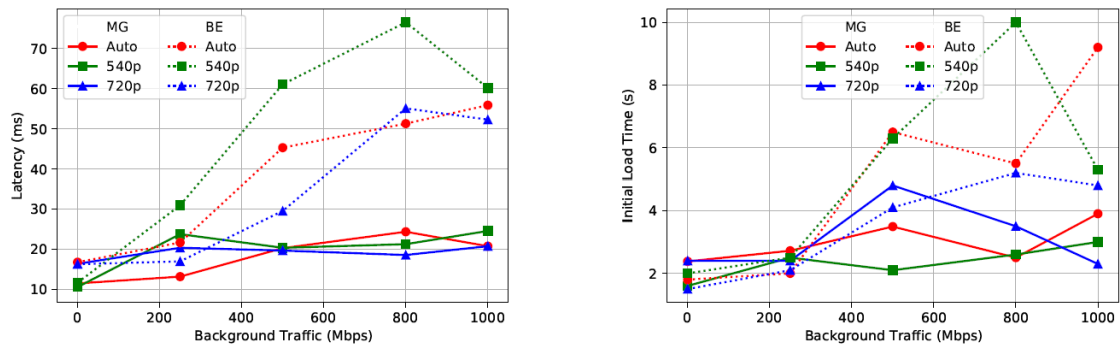 MG BE
Auto Auto
540p 540p
720p 720p
70
60
50
40
30
20
10
Latency (ms)
0 200 400 600 800 1000
Background Traffic (Mbps)
MG BE
Auto Auto
540p 540p
720p 720p
10
8
6
4
2
Initial Load Time (s)
0 200 400 600 800 1000
Background Traffic (Mbps)